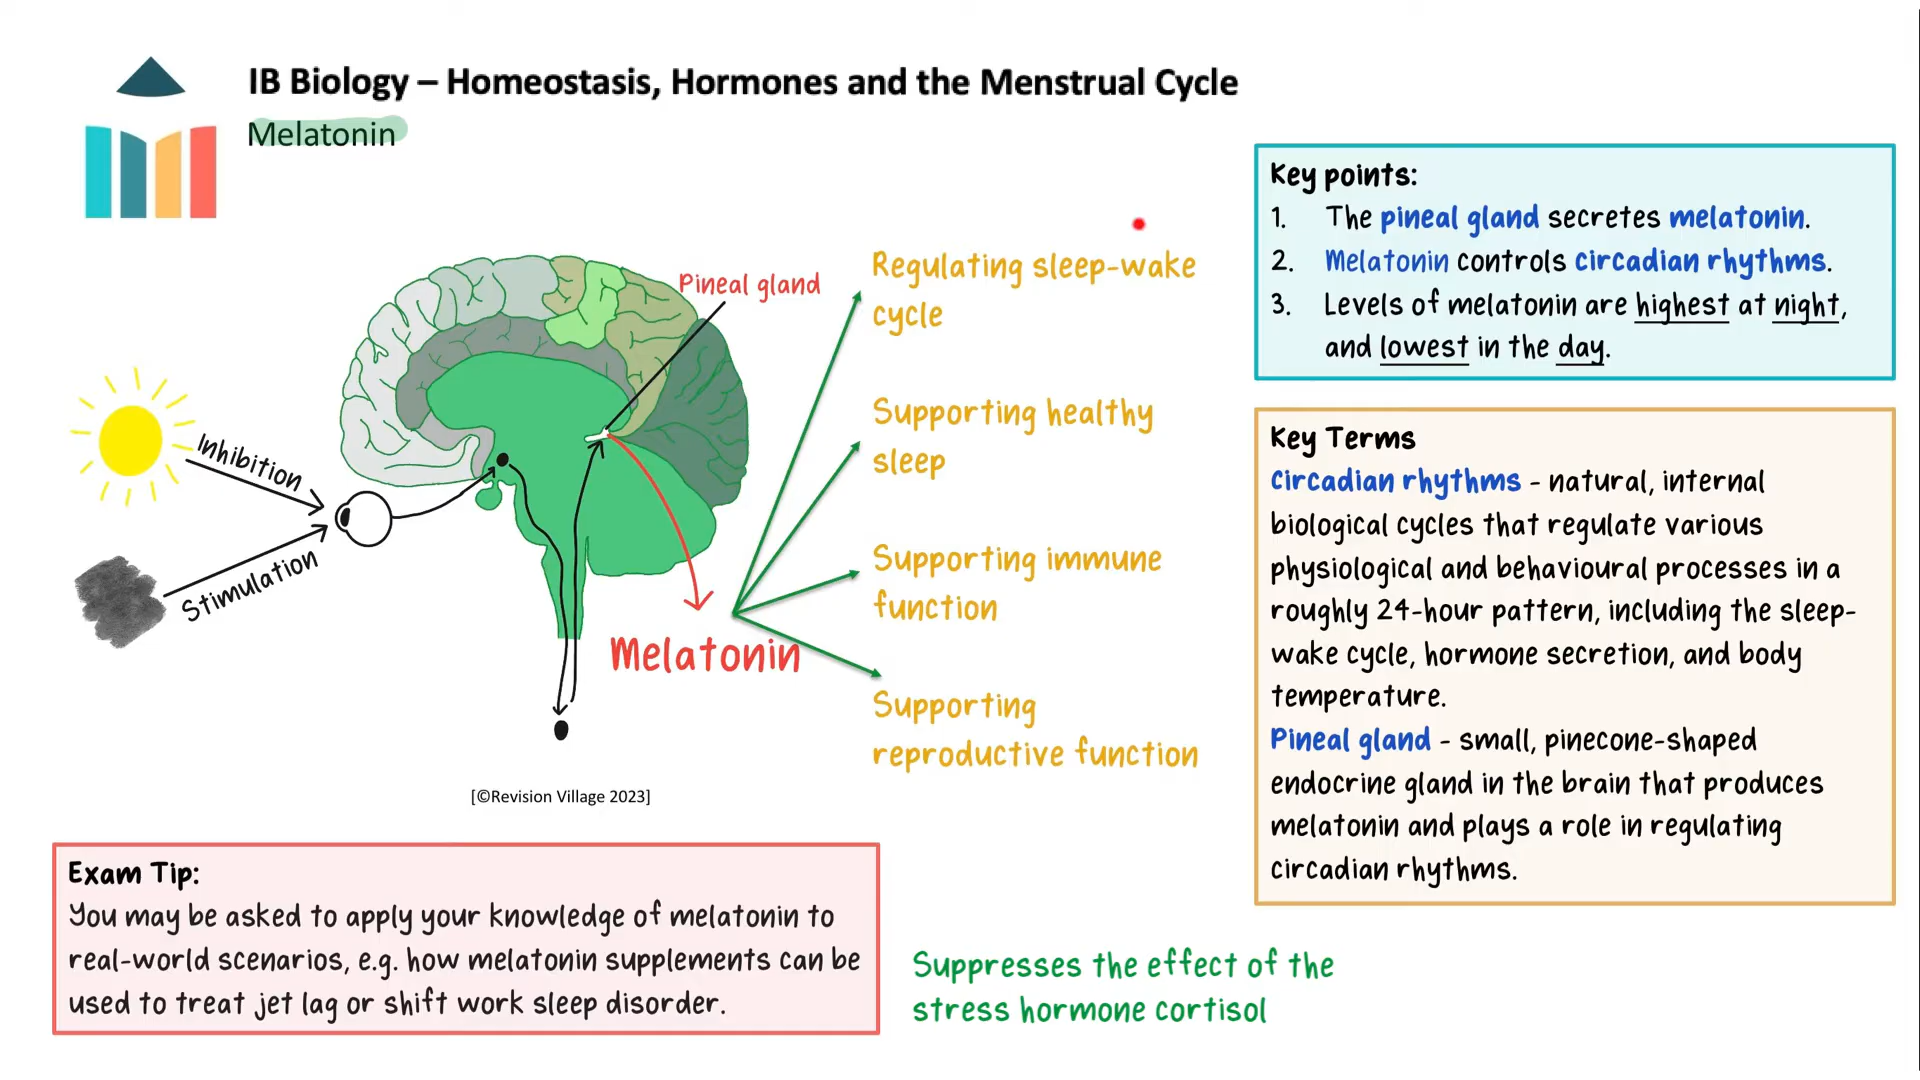 IB Biology – Homeostasis, Hormones and the Menstrual Cycle
Melatonin
Pineal gland
Inhibition
Stimulation
Melatonin
Regulating sleep-wake
cycle
Supporting healthy
sleep
Supporting immune
function
Supporting
reproductive function
[©Revision Village 2023]
Key points:
1. The pineal gland secretes melatonin.
2. Melatonin controls circadian rhythms.
3. Levels of melatonin are highest at night,
and lowest in the day.
Key Terms
Circadian rhythms - natural, internal
biological cycles that regulate various
physiological and behavioural processes in a
roughly 24-hour pattern, including the sleep-
wake cycle, hormone secretion, and body
temperature.
Pineal gland - small, pinecone-shaped
endocrine gland in the brain that produces
melatonin and plays a role in regulating
circadian rhythms.
Exam Tip:
You may be asked to apply your knowledge of melatonin to
real-world scenarios, e.g. how melatonin supplements can be
used to treat jet lag or shift work sleep disorder.
Suppresses the effect of the
stress hormone cortisol